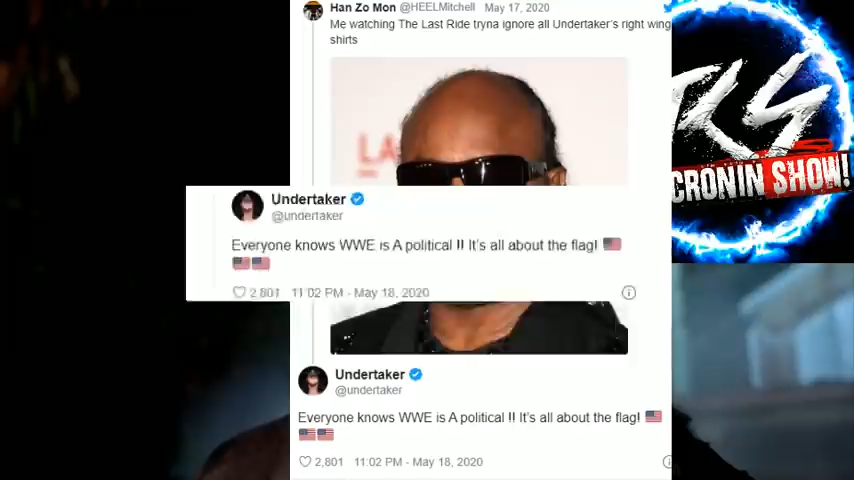 Han Zo Mon @HEELMitchell May 17, 2020
Me watching The Last Ride tryna ignore all Undertaker's right wing
shirts
LA
TCS
CRONIN SHOW!
Undertaker
@undertaker
Everyone knows WWE is A political !! It's all about the flag! 🇺🇸
🇺🇸🇺🇸
2,801 11:02 PM - May 18, 2020
Undertaker
@undertaker
Everyone knows WWE is A political !! It's all about the flag! 🇺🇸
🇺🇸🇺🇸
2,801 11:02 PM - May 18, 2020